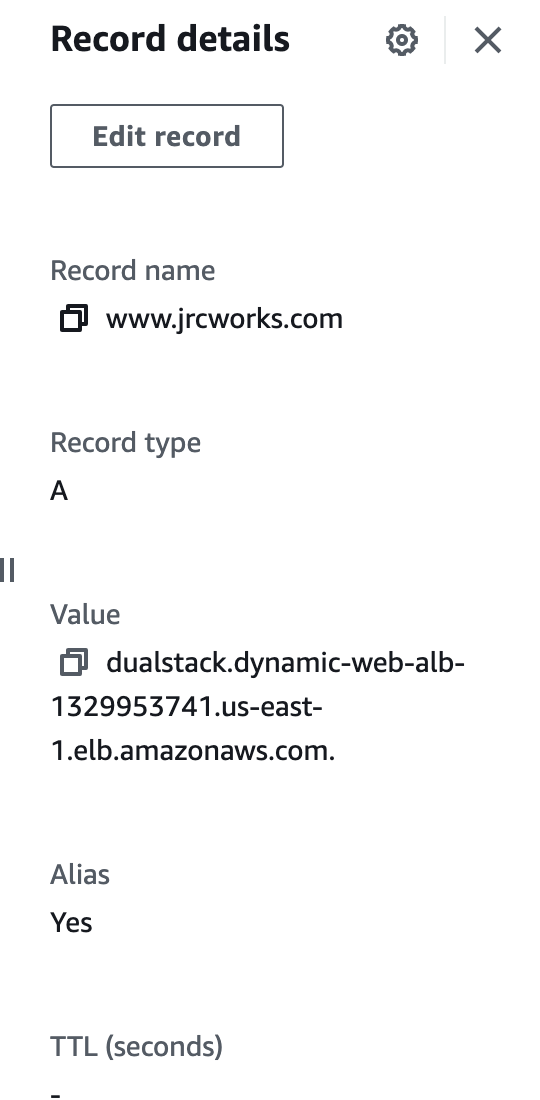 Record details
Edit record
Record name
www.jrcworks.com
Record type
A
Value
dualstack.dynamic-web-alb-
1329953741.us-east-
1.elb.amazonaws.com.
Alias
Yes
TTL (seconds)
-